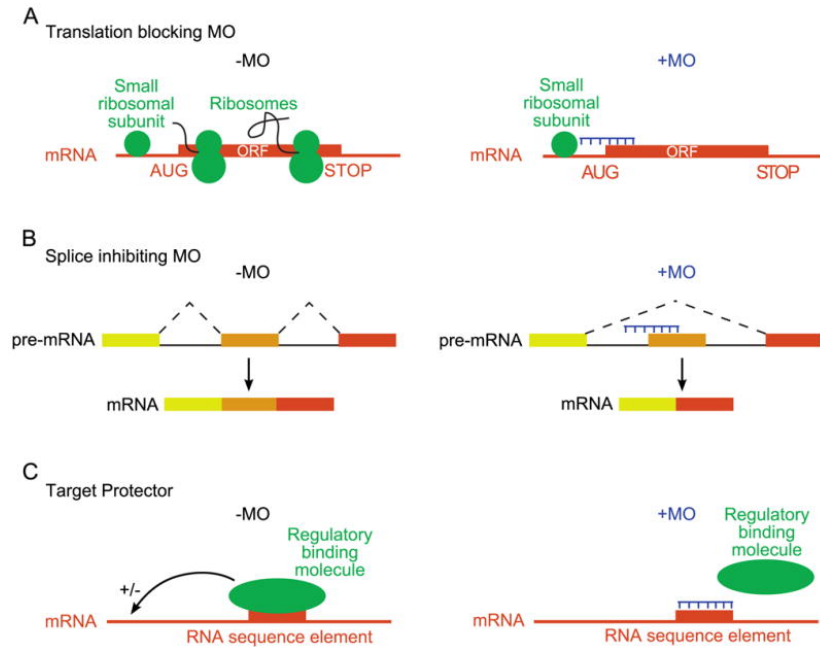 A
Translation blocking MO
-MO
Small
ribosomal
subunit
Ribosomes
mRNA
ORF
AUG
STOP
+MO
Small
ribosomal
subunit
mRNA
ORF
AUG
STOP
B
Splice inhibiting MO
-MO
pre-mRNA
mRNA
+MO
pre-mRNA
mRNA
C
Target Protector
-MO
Regulatory
binding
molecule
+/-
mRNA
RNA sequence element
+MO
Regulatory
binding
molecule
mRNA
RNA sequence element